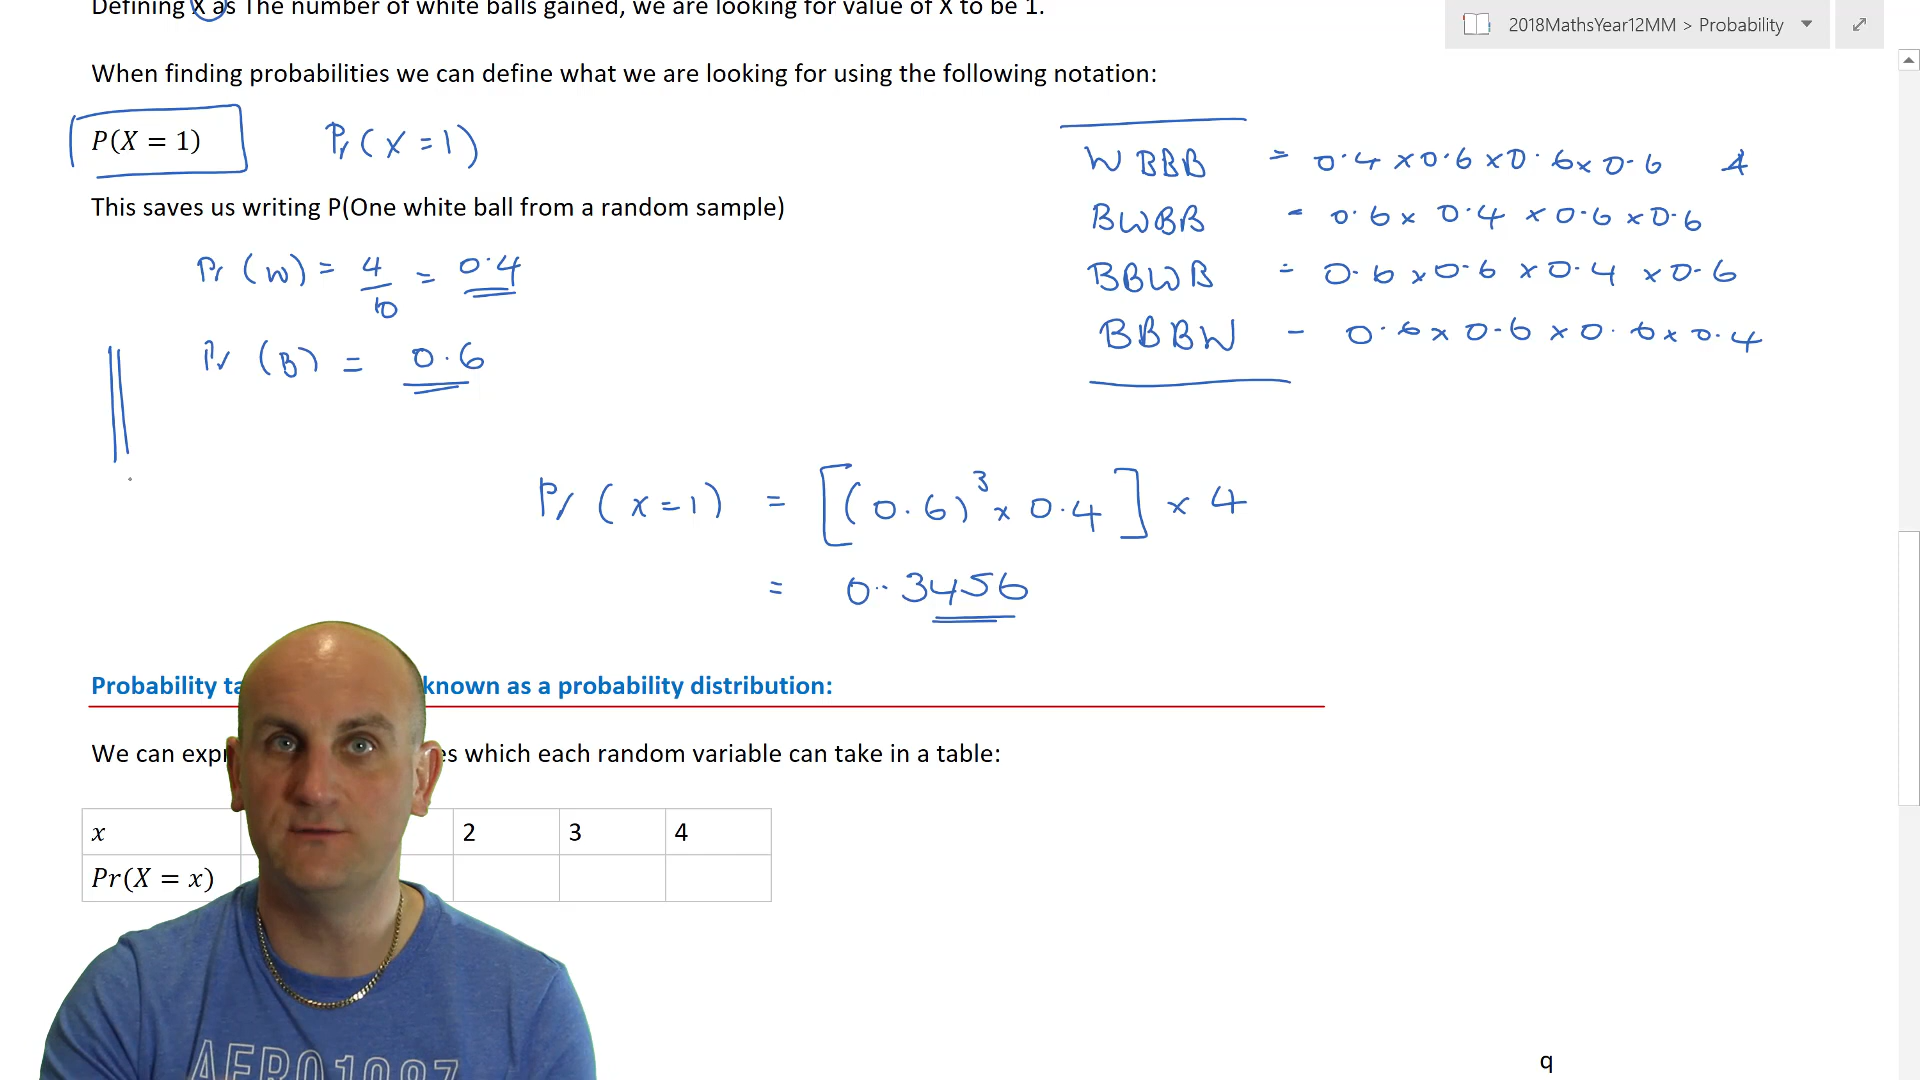 Defining X as The number of white balls gained, we are looking for value of X to be 1.
2018MathsYear12MM > Probability
When finding probabilities we can define what we are looking for using the following notation:
P(X = 1)
Pr (X = 1)
This saves us writing P(One white ball from a random sample)
Pr (W) = 4/10 = 0.4
Pr (B) = 0.6
WBBB = 0.4 x 0.6 x 0.6 x 0.6
BWBB = 0.6 x 0.4 x 0.6 x 0.6
BBWB = 0.6 x 0.6 x 0.4 x 0.6
BBBW = 0.6 x 0.6 x 0.6 x 0.4
Pr (x=1) = [(0.6)³ x 0.4] x 4
= 0.3456
Probability known as a probability distribution:
We can which each random variable can take in a table:
x 2 3 4
Pr(X = x)
q